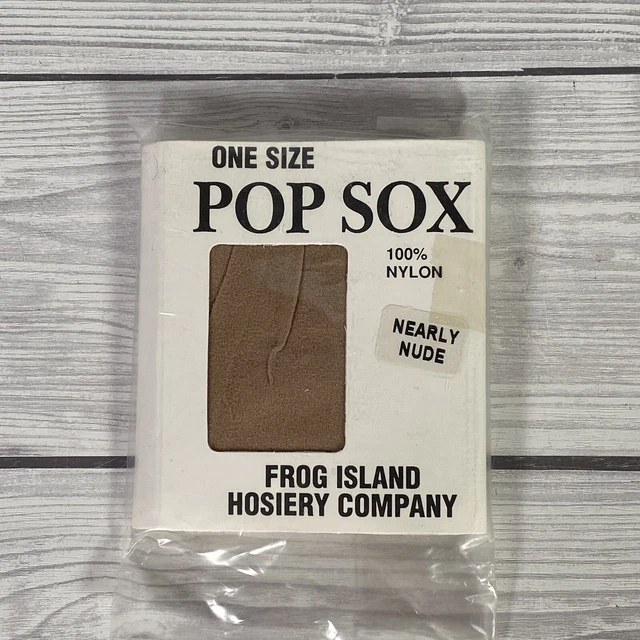 ONE SIZE
POP SOX
100%
NYLON
NEARLY
NUDE
FROG ISLAND
HOSIERY COMPANY